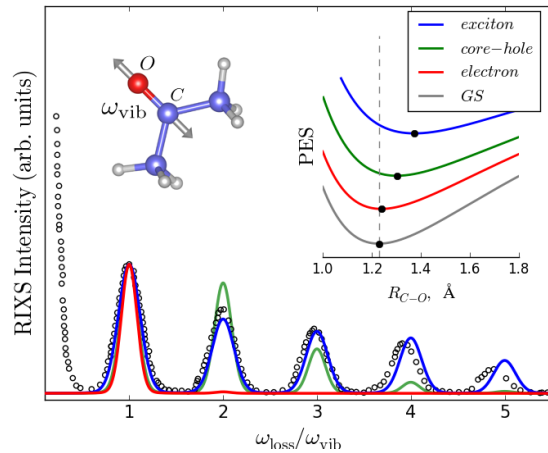 RIXS Intensity (arb. units)
O
C
ω_vib
exciton
core−hole
electron
GS
PES
1.0 1.2 1.4 1.6 1.8
R_{C−O}, Å
1 2 3 4 5
ω_loss/ω_vib